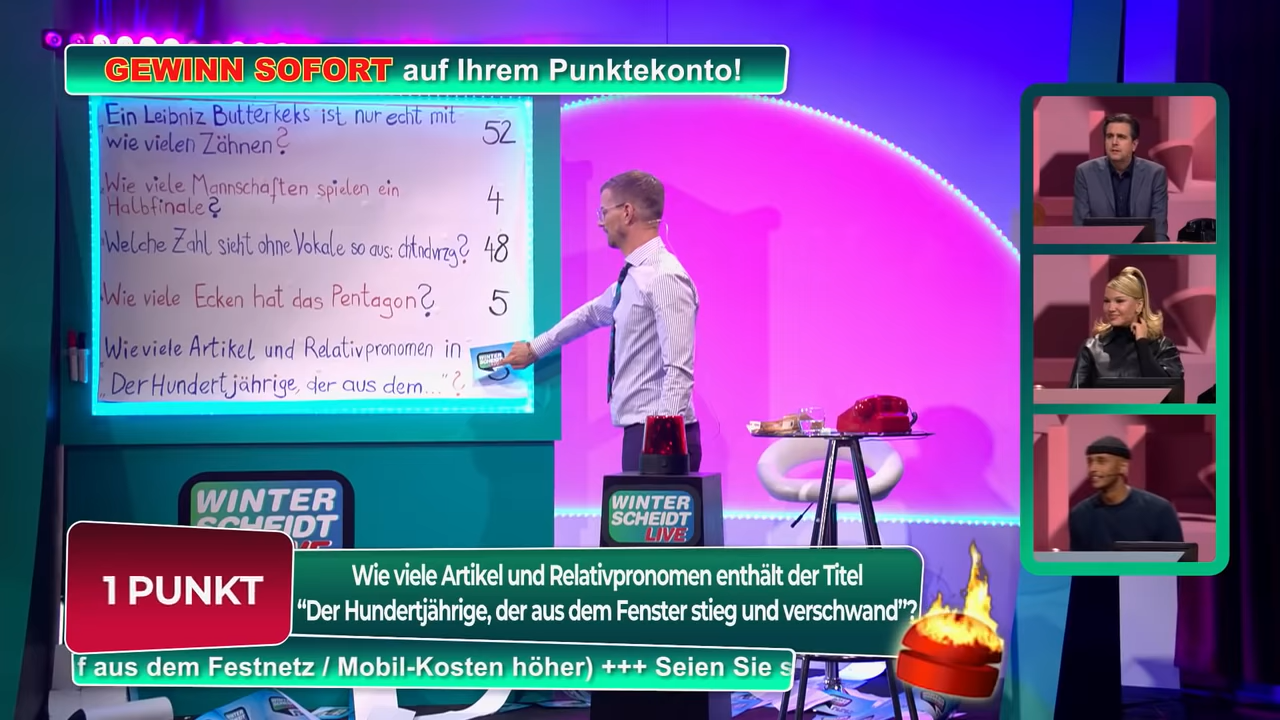 GEWINN SOFORT auf Ihrem Punktekonto!
Ein Leibniz Butterkeks ist nur echt mit
wie vielen Zähnen?
52
Wie viele Mannschaften spielen ein
Halbfinale?
4
Welche Zahl sieht ohne Vokale so aus: chtndvrzg?
48
Wie viele Ecken hat das Pentagon?
5
Wieviele Artikel und Relativpronomen in
„Der Hundertjährige, der aus dem..."?
WINTER
SCHEIDT
WINTER
SCHEIDT
WINTER
SCHEIDT
LIVE
1 PUNKT
Wie viele Artikel und Relativpronomen enthält der Titel
“Der Hundertjährige, der aus dem Fenster stieg und verschwand”?
f aus dem Festnetz / Mobil-Kosten höher) +++ Seien Sie s